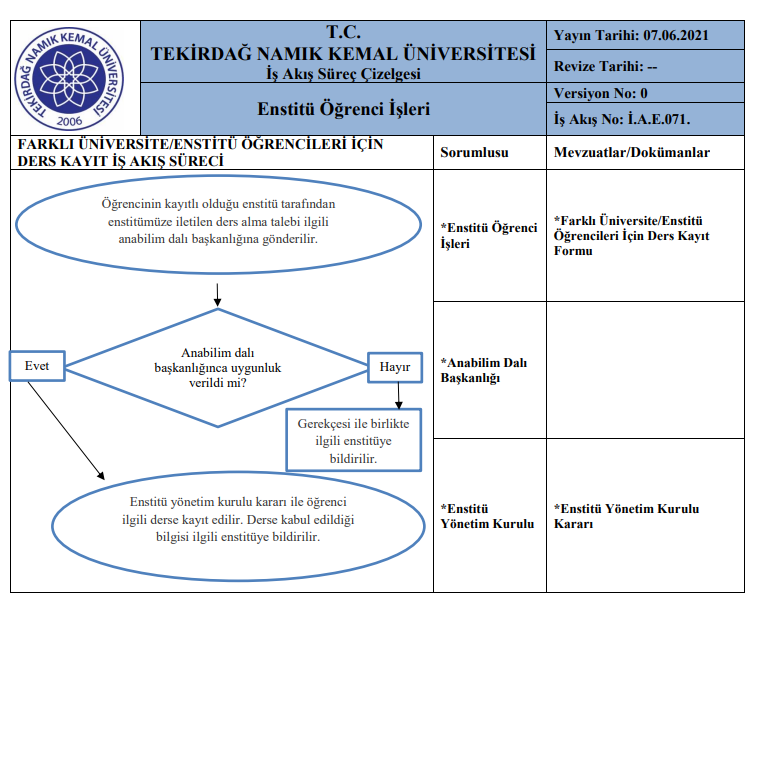 TEKİRDAĞ NAMIK KEMAL ÜNİVERSİTESİ
2006
T.C.
TEKİRDAĞ NAMIK KEMAL ÜNİVERSİTESİ
İş Akış Süreç Çizelgesi
Enstitü Öğrenci İşleri
Yayın Tarihi: 07.06.2021
Revize Tarihi: --
Versiyon No: 0
İş Akış No: İ.A.E.071.
FARKLI ÜNİVERSİTE/ENSTİTÜ ÖĞRENCİLERİ İÇİN
DERS KAYIT İŞ AKIŞ SÜRECİ
Sorumlusu
Mevzuatlar/Dokümanlar
Öğrencinin kayıtlı olduğu enstitü tarafından
enstitümüze iletilen ders alma talebi ilgili
anabilim dalı başkanlığına gönderilir.
*Enstitü Öğrenci
İşleri
*Farklı Üniversite/Enstitü
Öğrencileri İçin Ders Kayıt
Formu
Evet
Anabilim dalı
başkanlığınca uygunluk
verildi mi?
Hayır
*Anabilim Dalı
Başkanlığı
Gerekçesi ile birlikte
ilgili enstitüye
bildirilir.
Enstitü yönetim kurulu kararı ile öğrenci
ilgili derse kayıt edilir. Derse kabul edildiği
bilgisi ilgili enstitüye bildirilir.
*Enstitü
Yönetim Kurulu
*Enstitü Yönetim Kurulu
Kararı